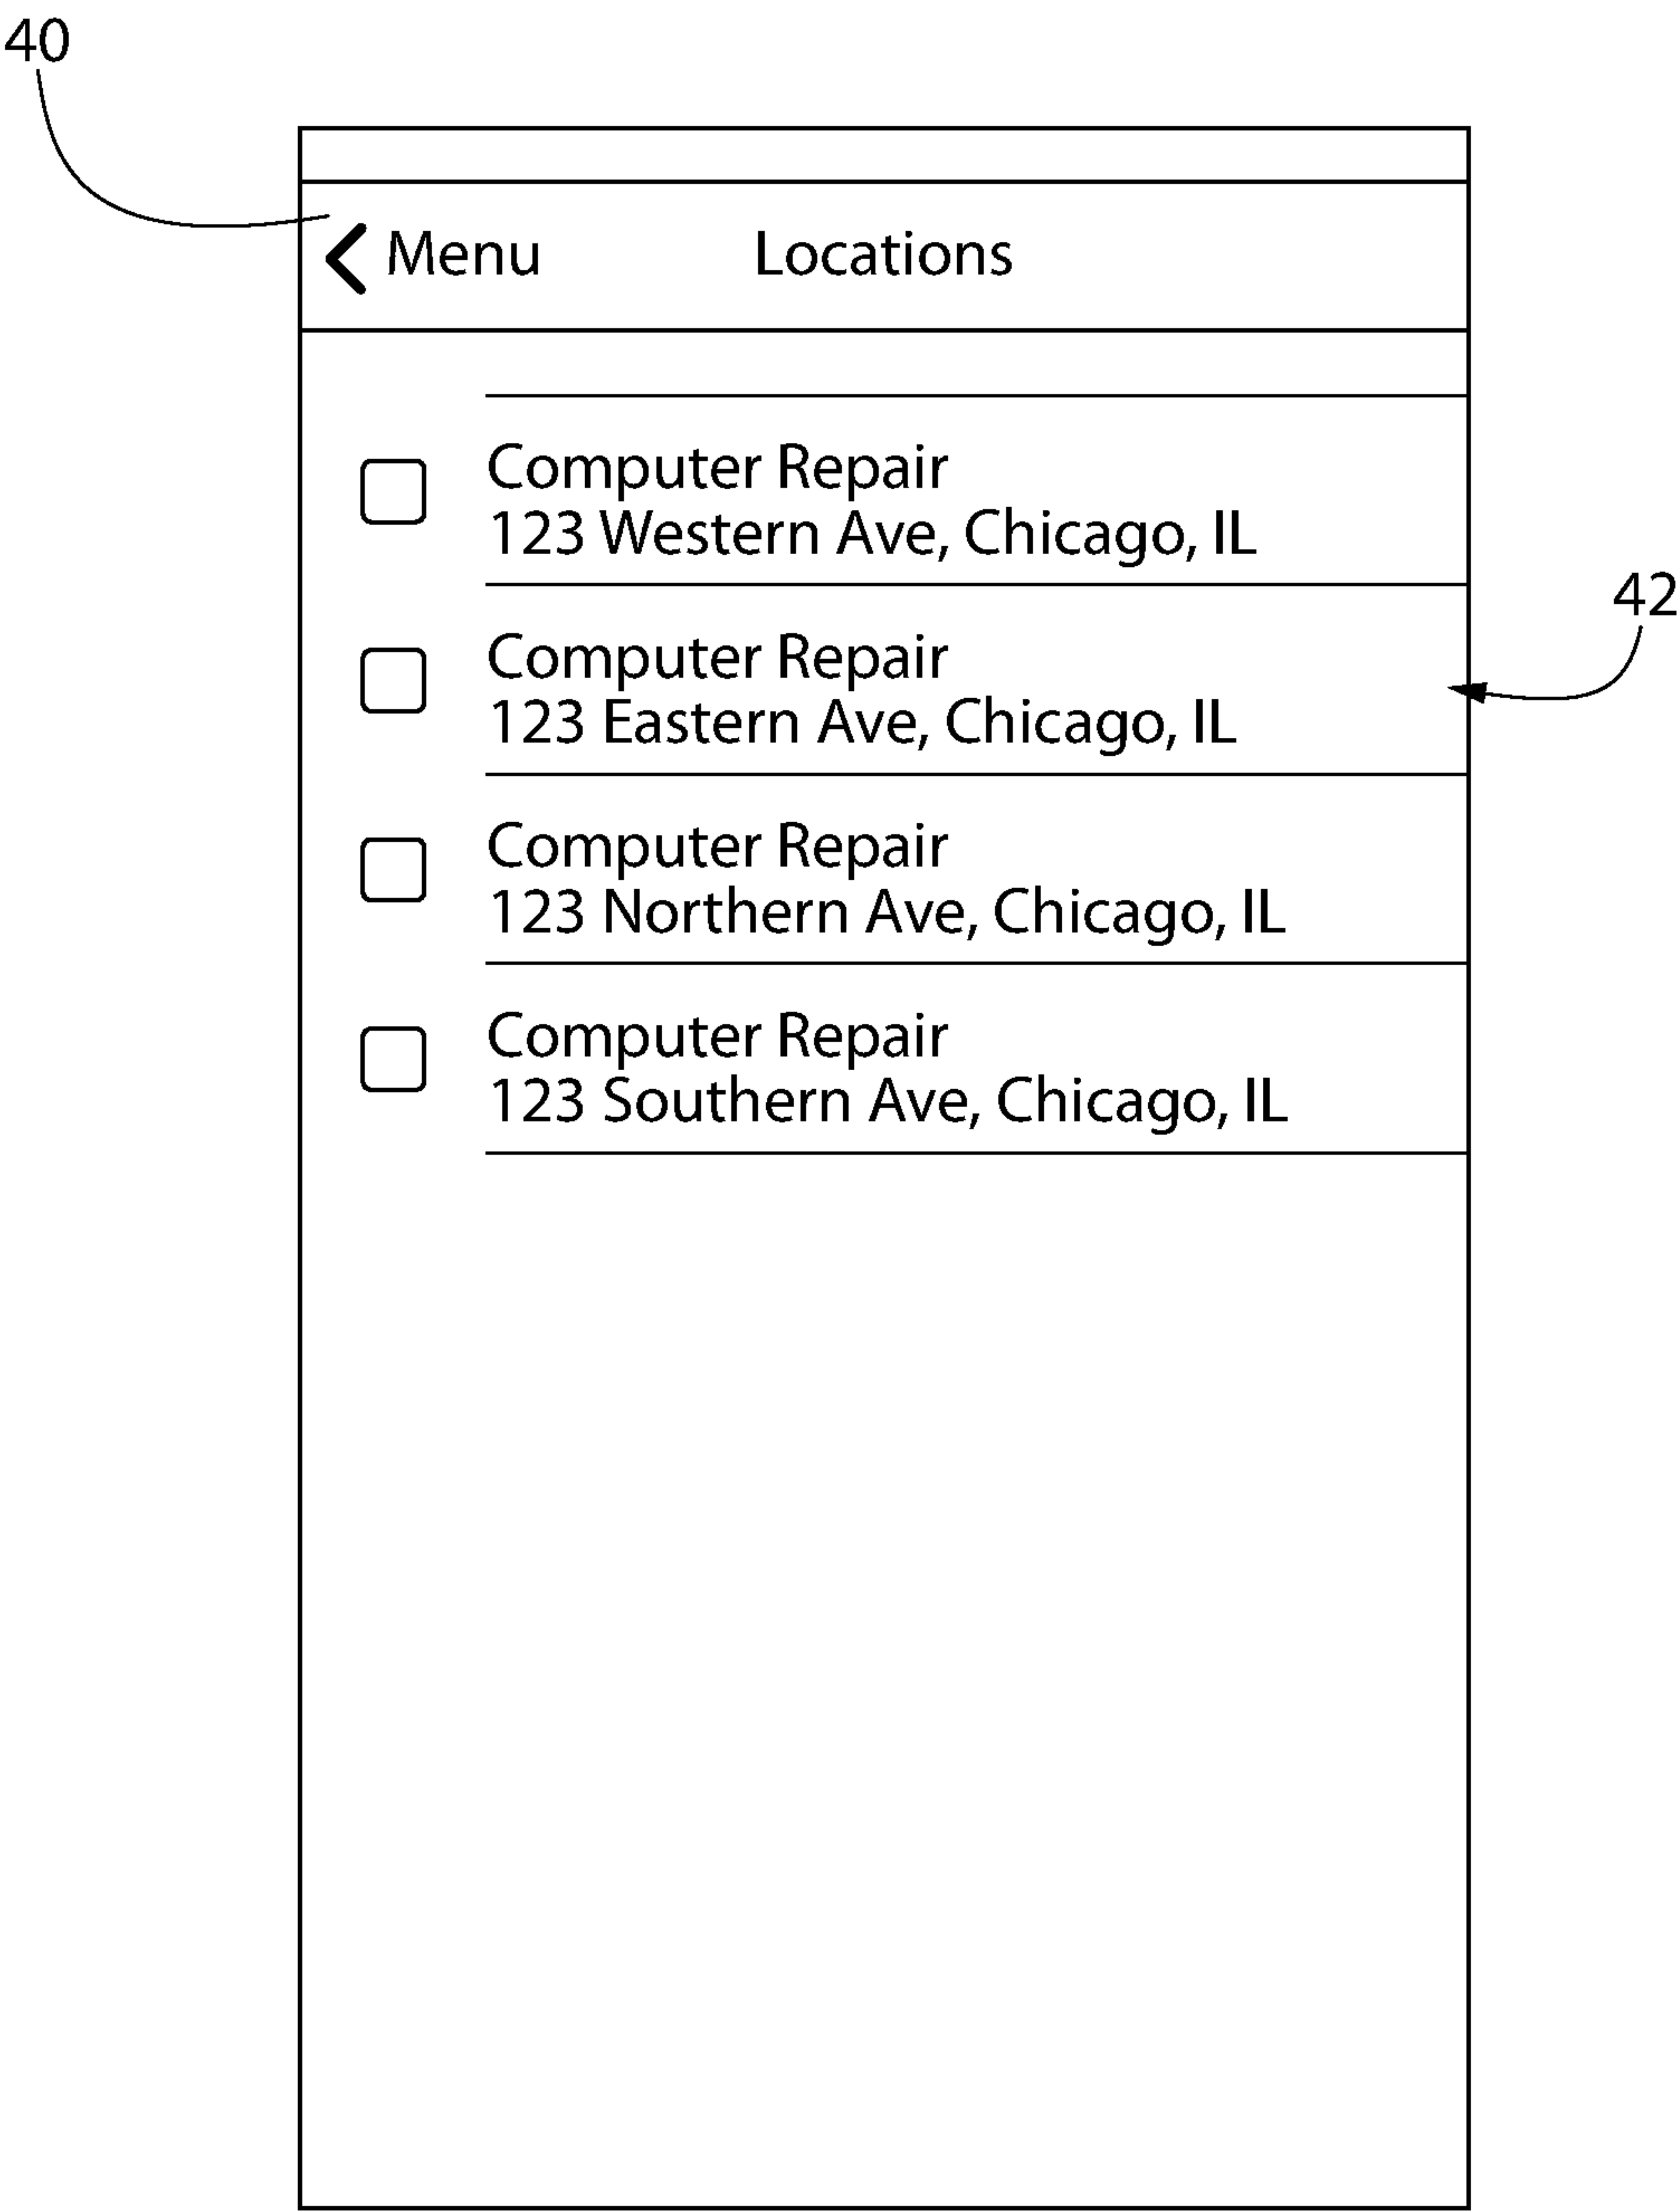 40
Menu Locations
Computer Repair
123 Western Ave, Chicago, IL
42
Computer Repair
123 Eastern Ave, Chicago, IL
Computer Repair
123 Northern Ave, Chicago, IL
Computer Repair
123 Southern Ave, Chicago, IL